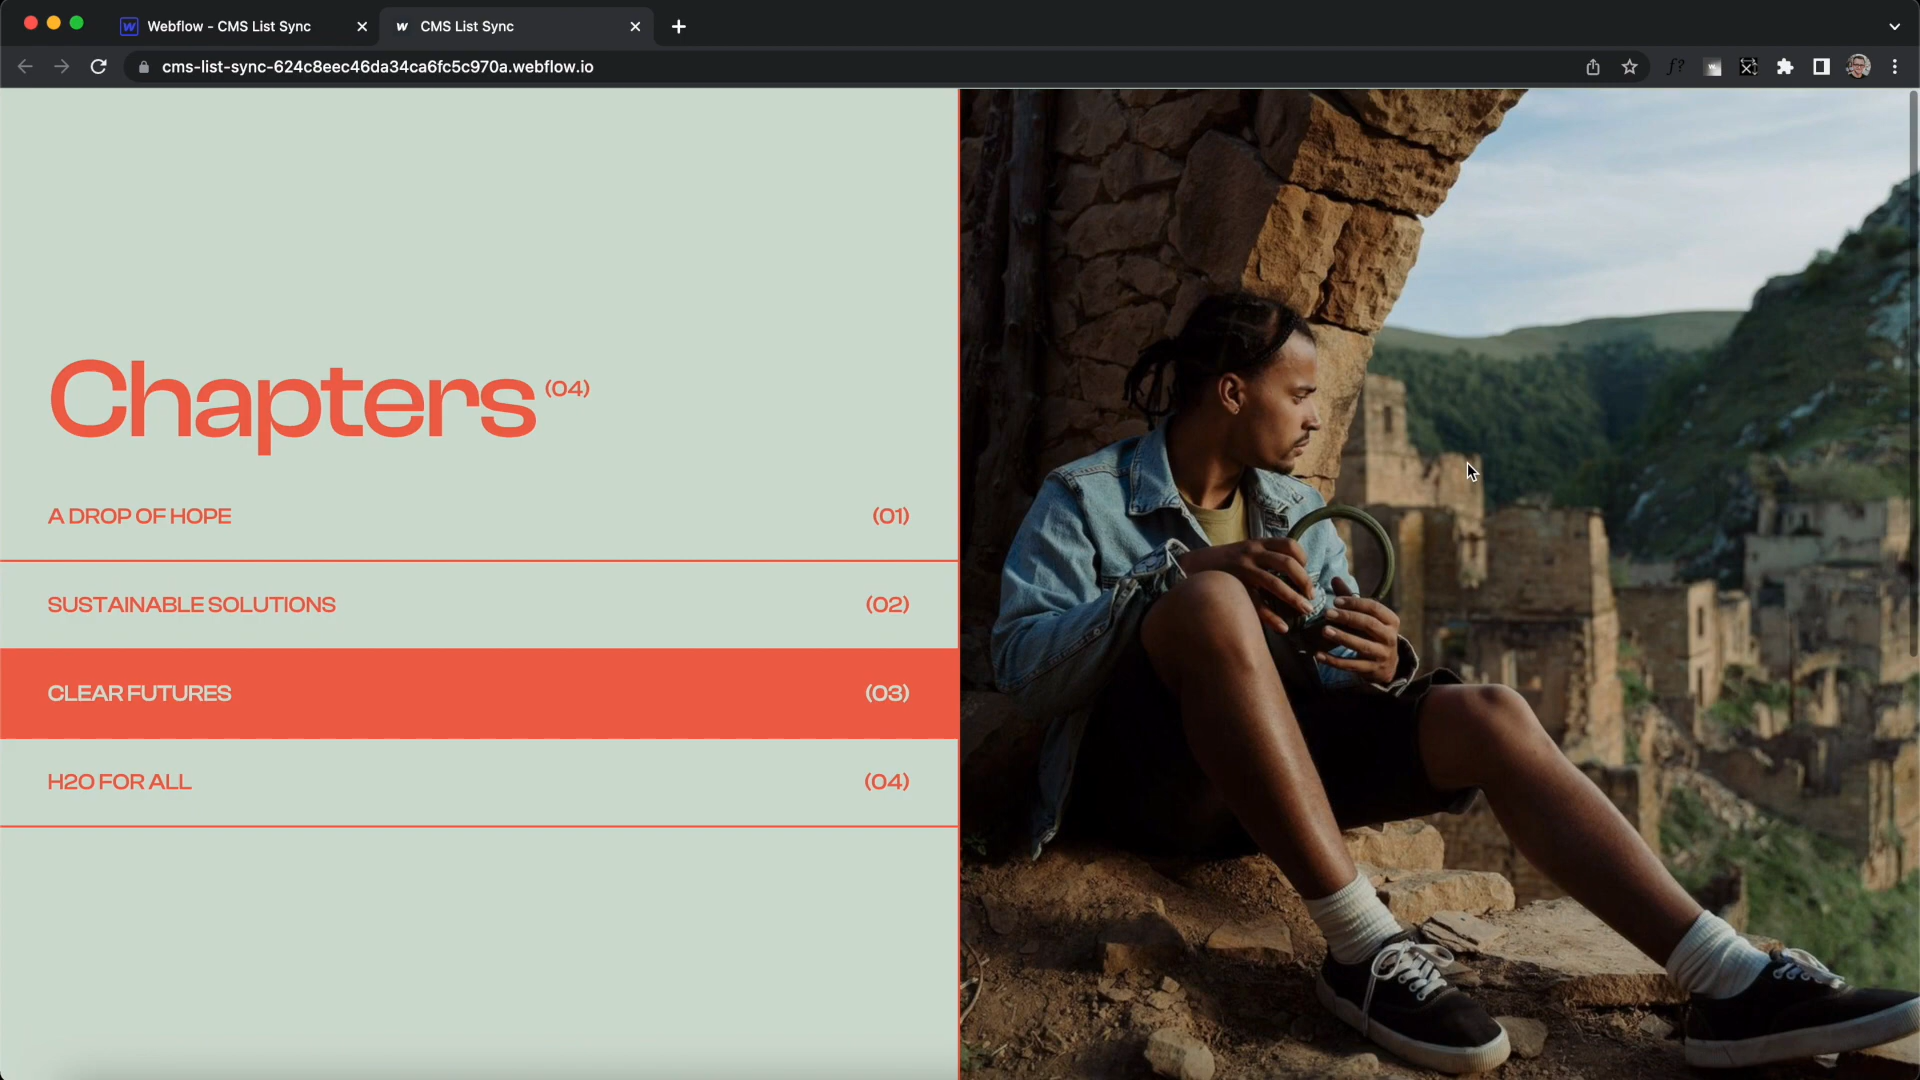 Webflow - CMS List Sync
CMS List Sync
cms-list-sync-624c8eec46da34ca6fc5c970a.webflow.io
f?
Chapters (04)
A DROP OF HOPE (01)
SUSTAINABLE SOLUTIONS (02)
CLEAR FUTURES (03)
H2O FOR ALL (04)